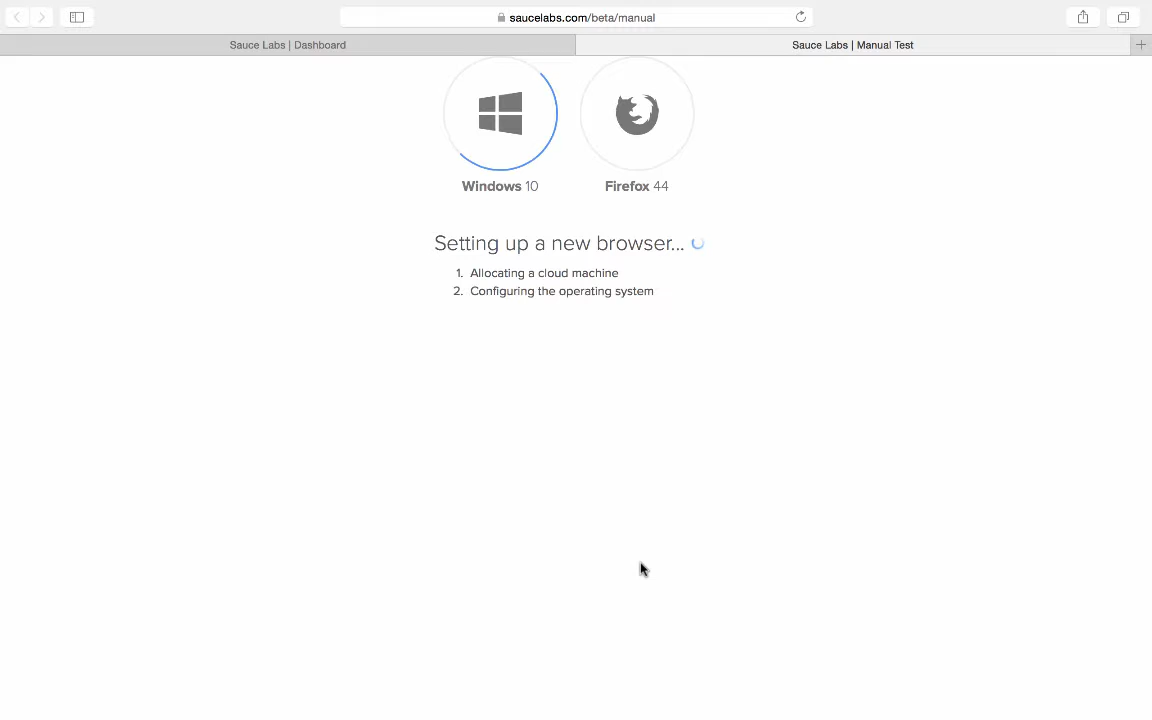 saucelabs.com/beta/manual
Sauce Labs | Dashboard
Sauce Labs | Manual Test
Windows 10
Firefox 44
Setting up a new browser...
1. Allocating a cloud machine
2. Configuring the operating system